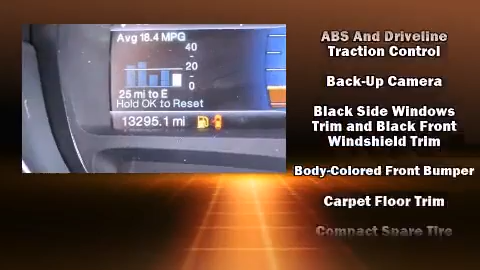 Avg 18.4 MPG
40
20
0
25 mi to E
Hold OK to Reset
13295.1 mi
ABS And Driveline
Traction Control
Back-Up Camera
Black Side Windows
Trim and Black Front
Windshield Trim
Body-Colored Front Bumper
Carpet Floor Trim
Compact Spare Tire